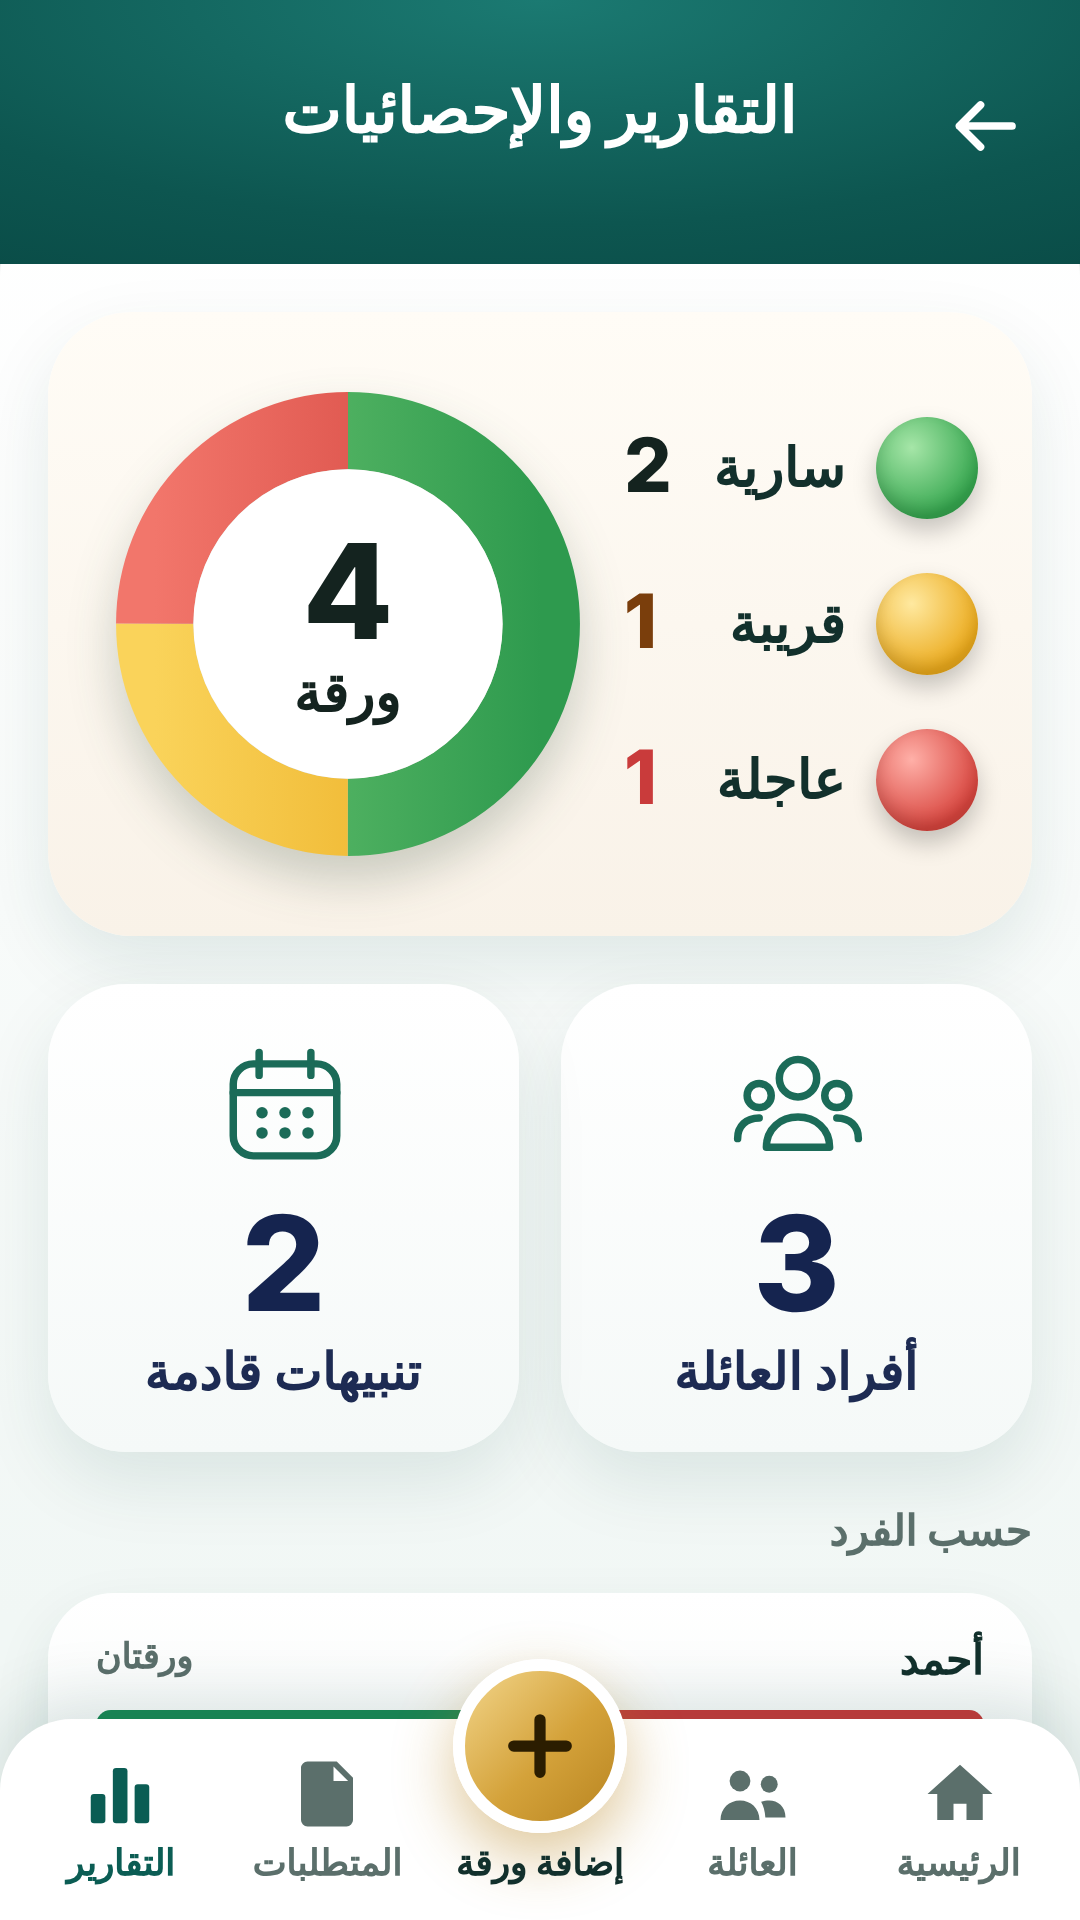 التقارير والإحصائيات
سارية 2
قريبة 1
عاجلة 1
4
ورقة
3
أفراد العائلة
2
تنبيهات قادمة
حسب الفرد
أحمد
ورقتان
الرئيسية
العائلة
إضافة ورقة
المتطلبات
التقارير